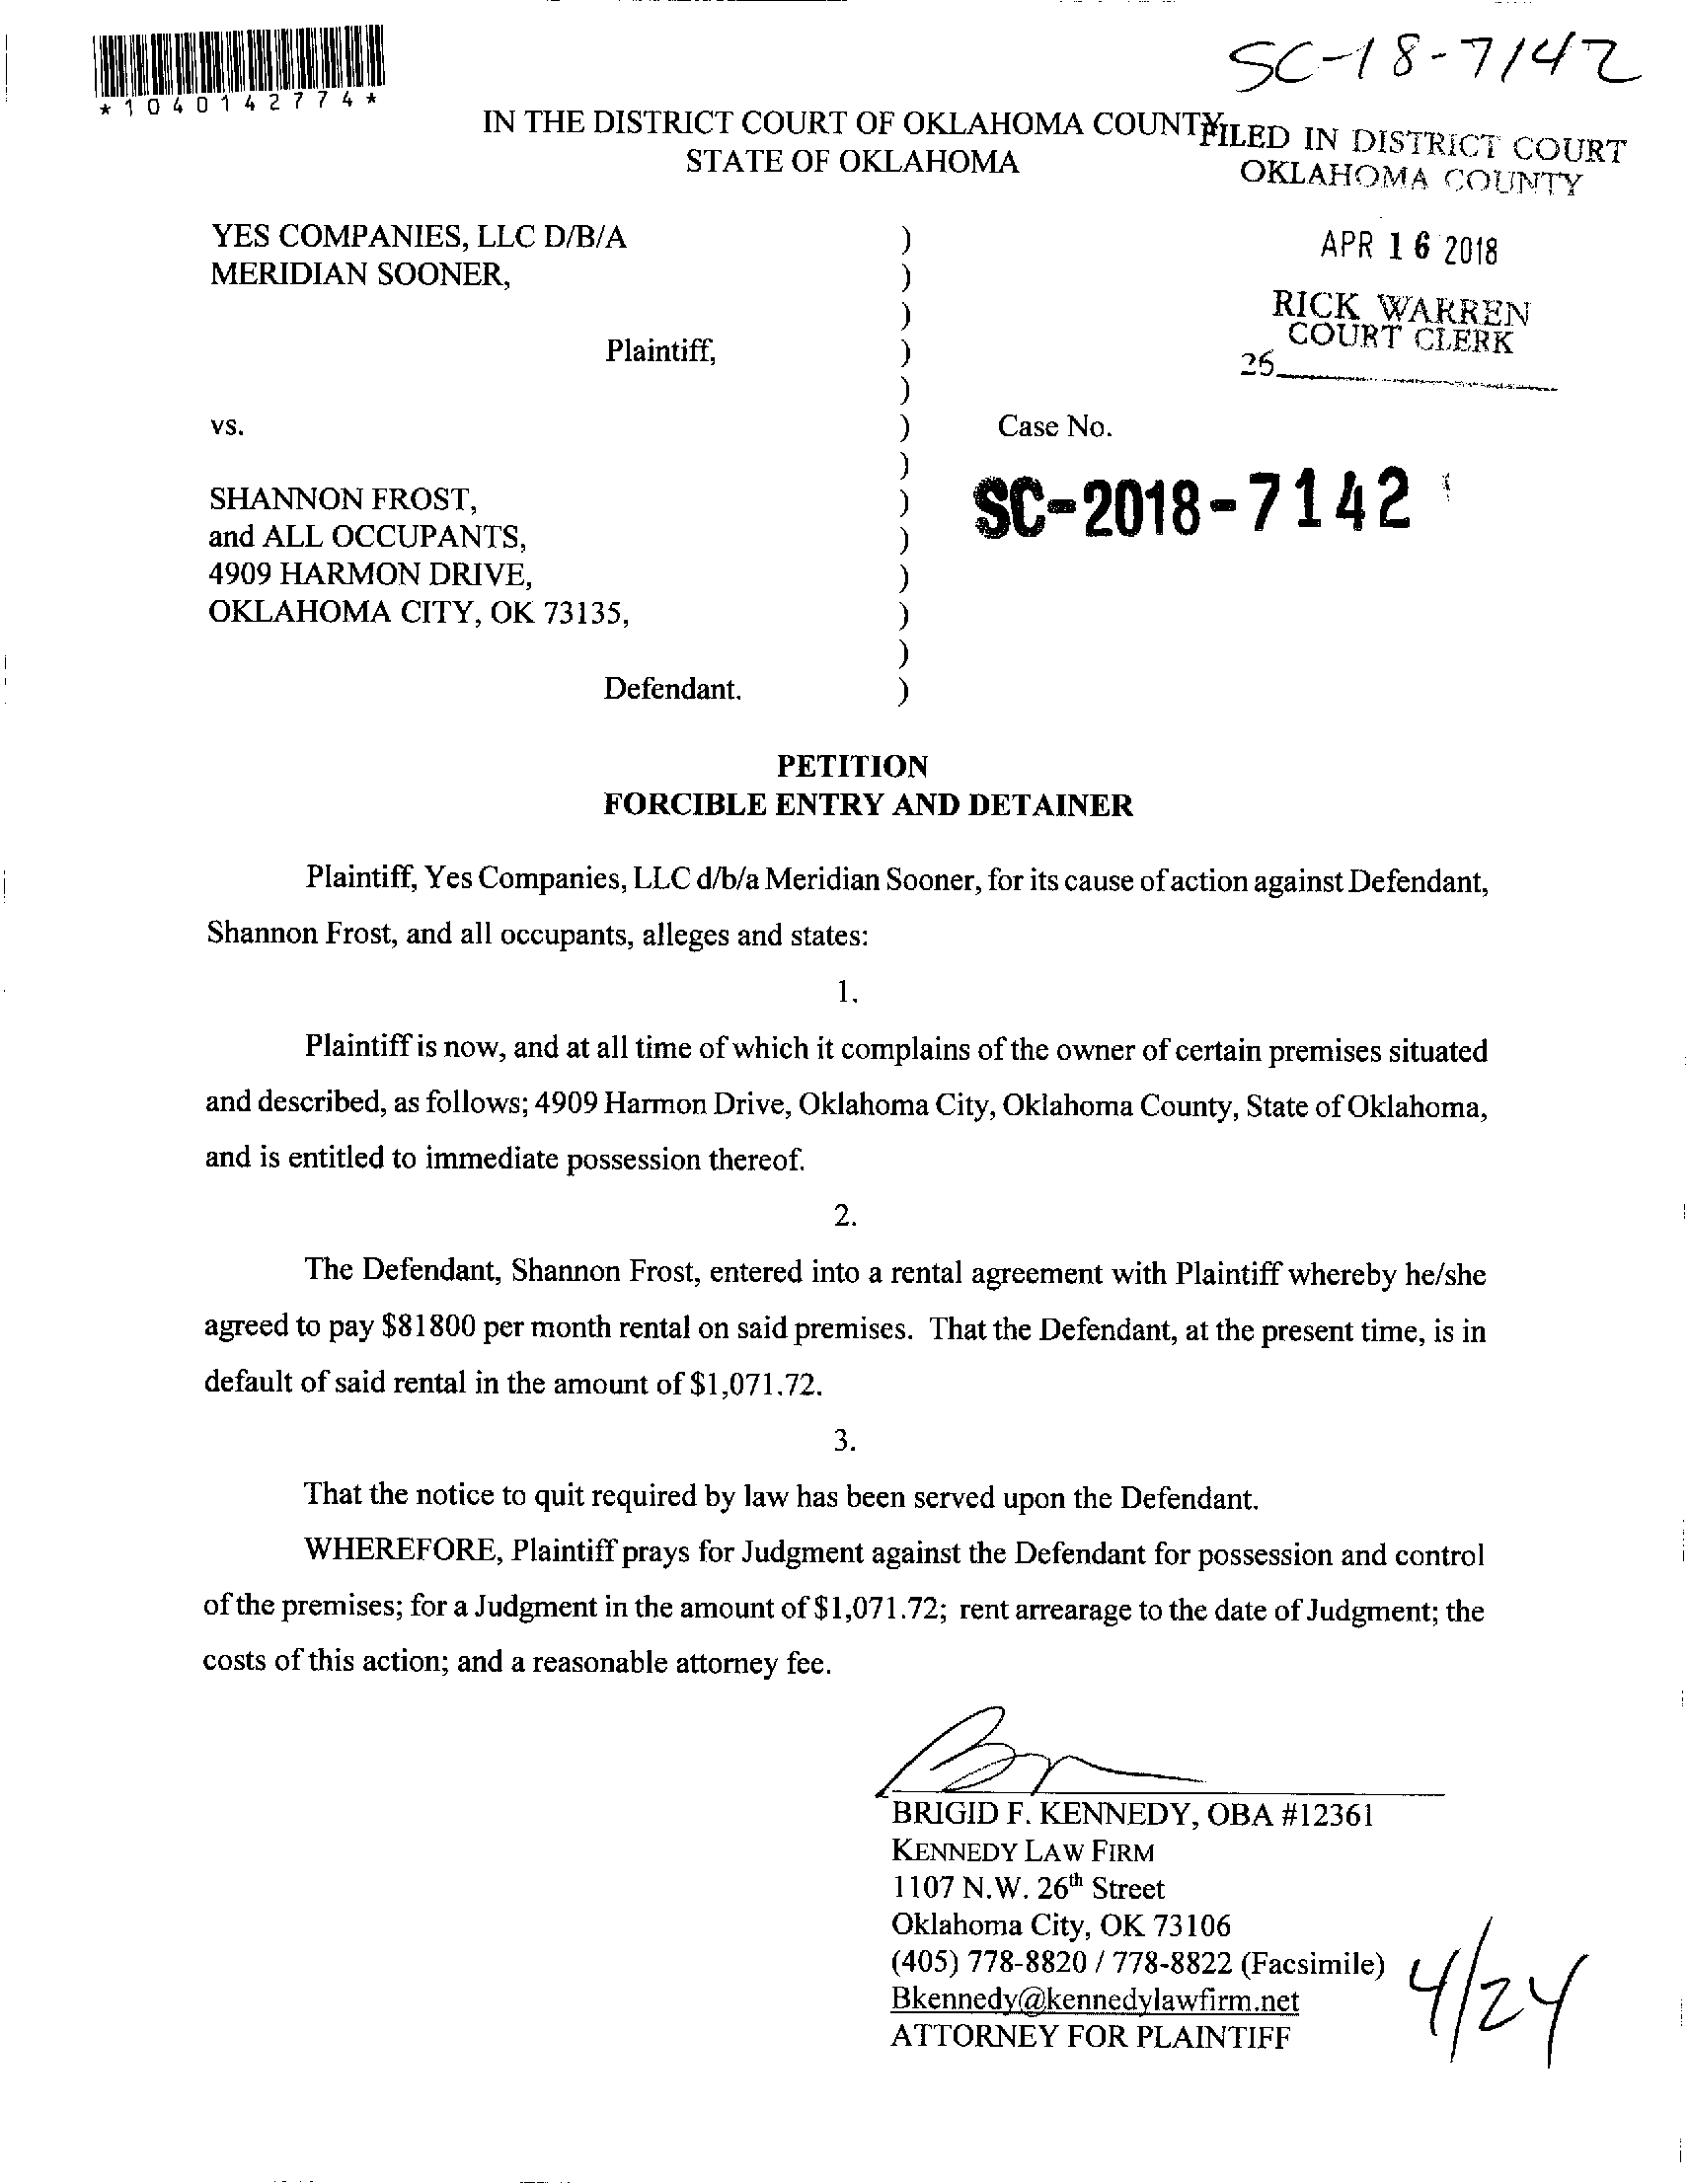 SC-18-7142
*1040142774*
IN THE DISTRICT COURT OF OKLAHOMA COUNTY
STATE OF OKLAHOMA
FILED IN DISTRICT COURT
OKLAHOMA COUNTY
APR 16 2018
RICK WARREN
COURT CLERK
26
YES COMPANIES, LLC D/B/A )
MERIDIAN SOONER, )
)
Plaintiff, )
)
vs. ) Case No.
)
SHANNON FROST, ) SC-2018-7142
and ALL OCCUPANTS, )
4909 HARMON DRIVE, )
OKLAHOMA CITY, OK 73135, )
)
Defendant. )
PETITION
FORCIBLE ENTRY AND DETAINER
Plaintiff, Yes Companies, LLC d/b/a Meridian Sooner, for its cause of action against Defendant,
Shannon Frost, and all occupants, alleges and states:
1.
Plaintiff is now, and at all time of which it complains of the owner of certain premises situated
and described, as follows; 4909 Harmon Drive, Oklahoma City, Oklahoma County, State of Oklahoma,
and is entitled to immediate possession thereof.
2.
The Defendant, Shannon Frost, entered into a rental agreement with Plaintiff whereby he/she
agreed to pay $81800 per month rental on said premises. That the Defendant, at the present time, is in
default of said rental in the amount of $1,071.72.
3.
That the notice to quit required by law has been served upon the Defendant.
WHEREFORE, Plaintiff prays for Judgment against the Defendant for possession and control
of the premises; for a Judgment in the amount of $1,071.72; rent arrearage to the date of Judgment; the
costs of this action; and a reasonable attorney fee.
BRIGID F. KENNEDY, OBA #12361
KENNEDY LAW FIRM
1107 N.W. 26th Street
Oklahoma City, OK 73106
(405) 778-8820 / 778-8822 (Facsimile)
Bkennedy@kennedylawfirm.net
ATTORNEY FOR PLAINTIFF
4/24